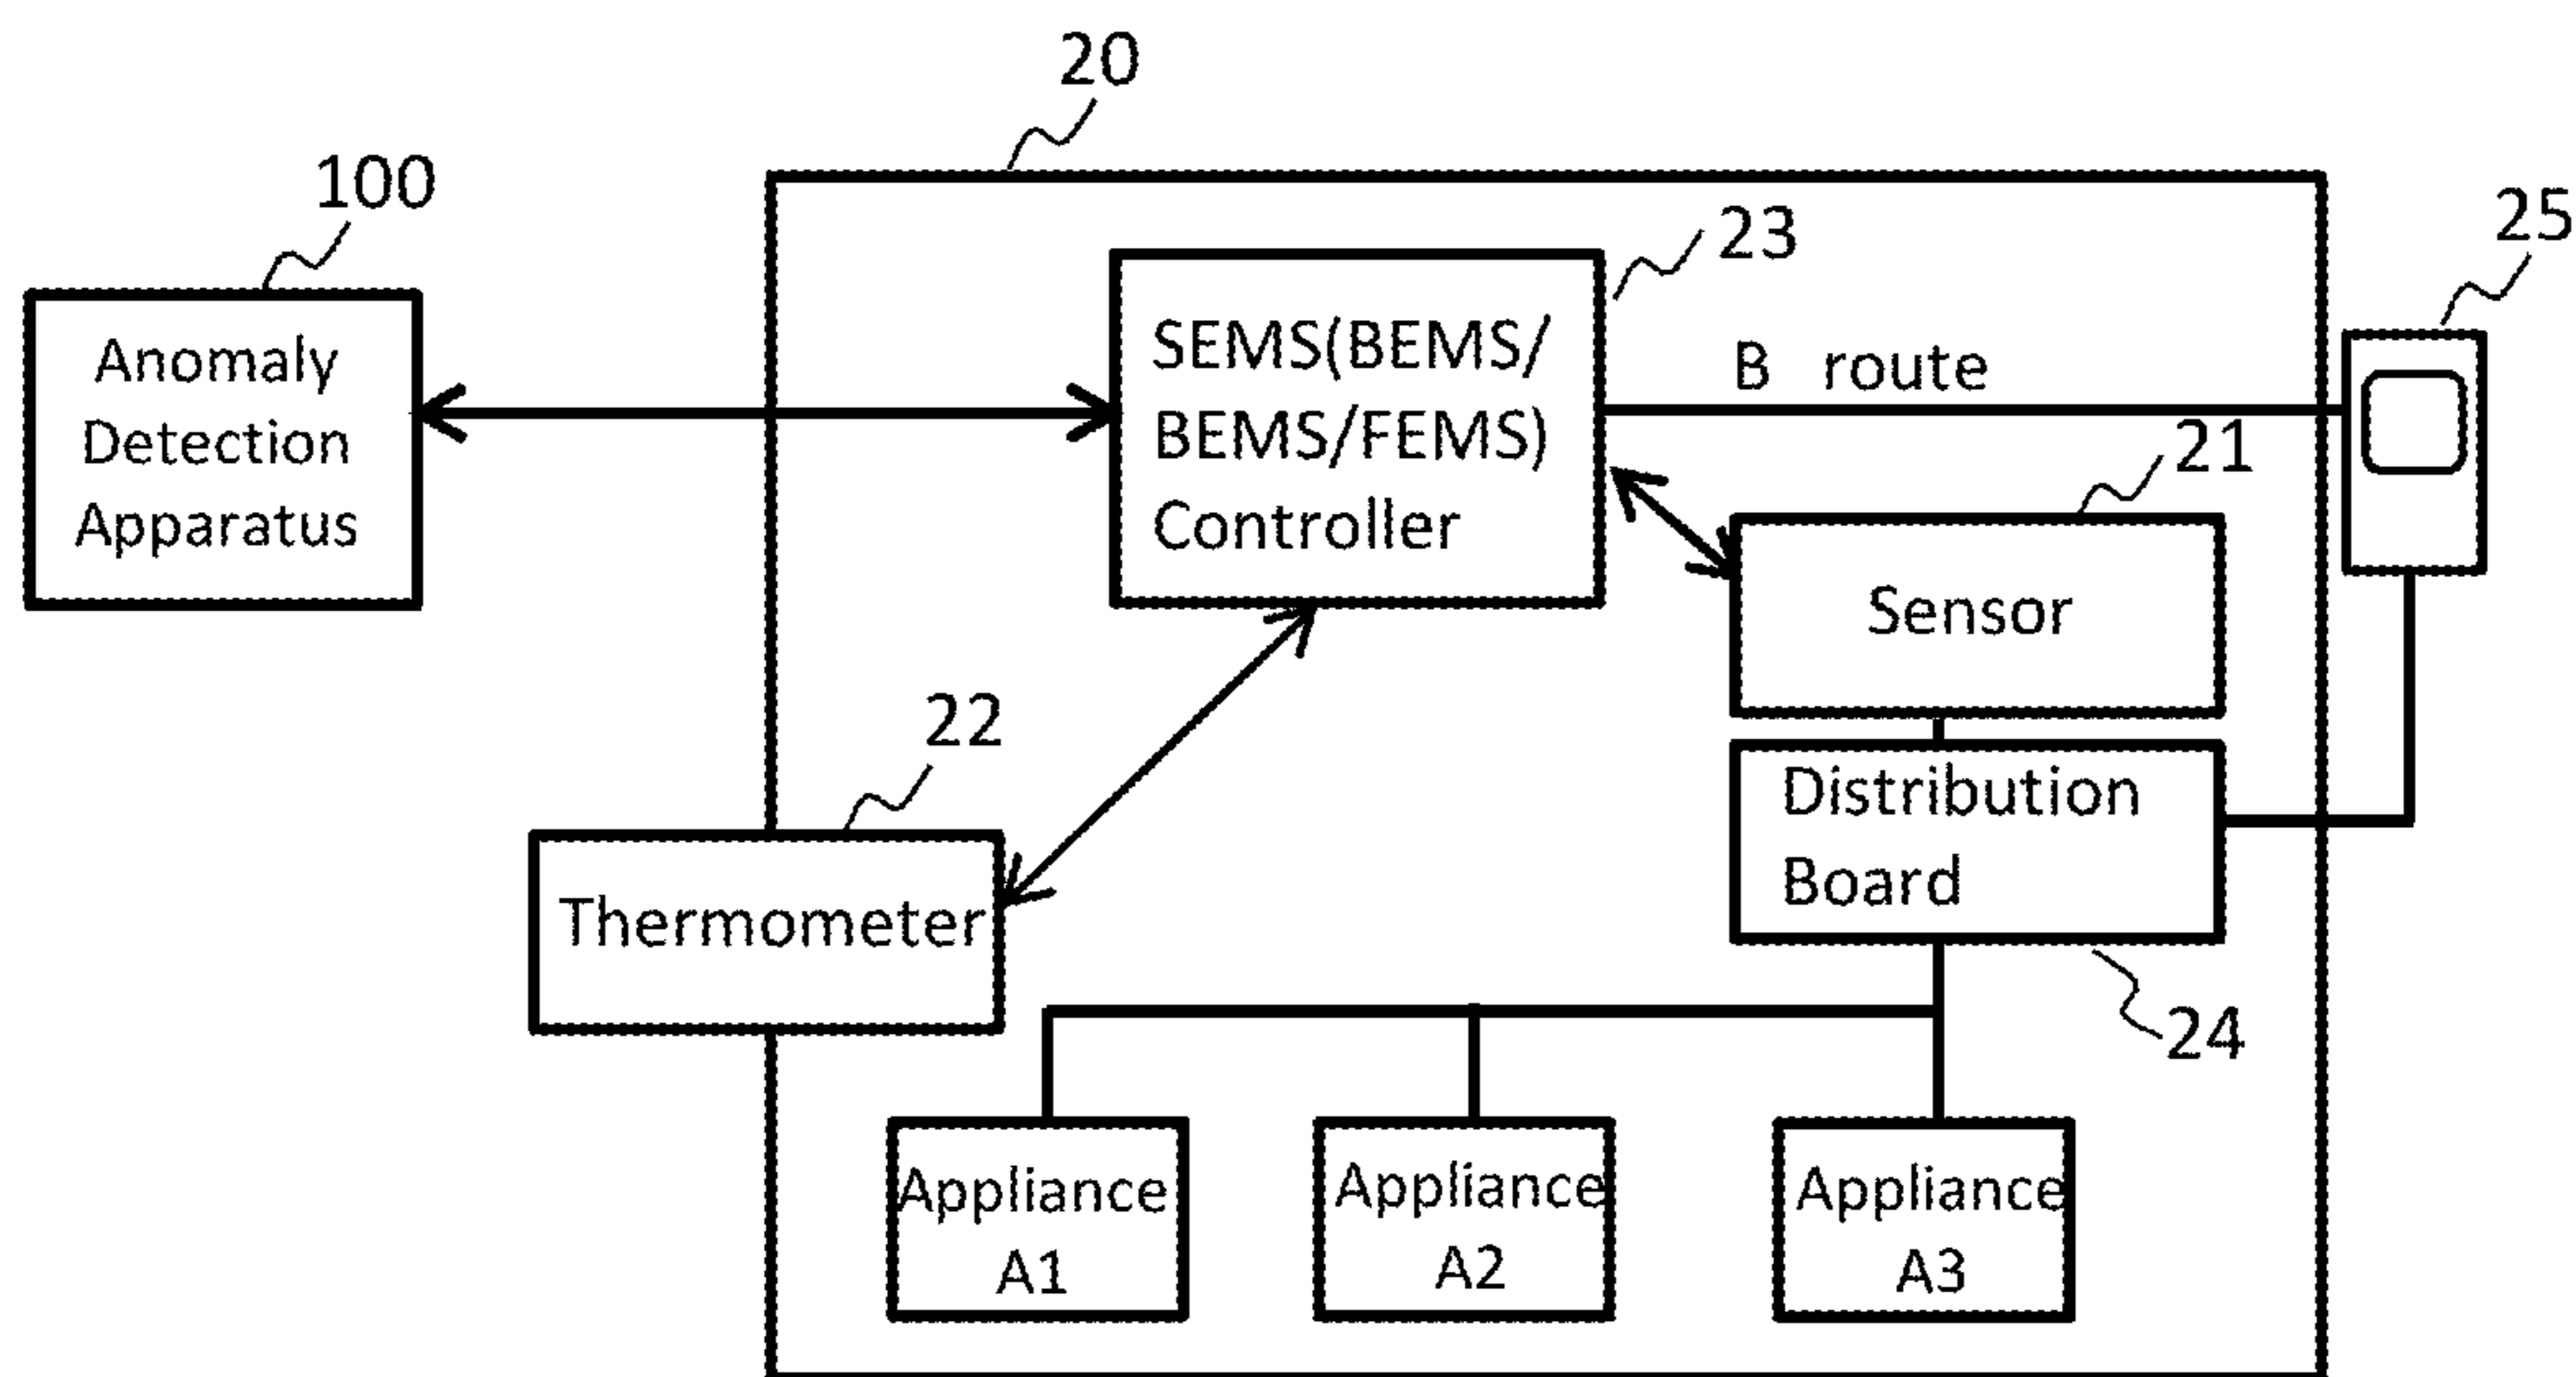 20
100
23
25
Anomaly
Detection
Apparatus
SEMS(BEMS/
BEMS/FEMS)
Controller
B route
21
Sensor
22
Thermometer
Distribution
Board
24
Appliance
A1
Appliance
A2
Appliance
A3